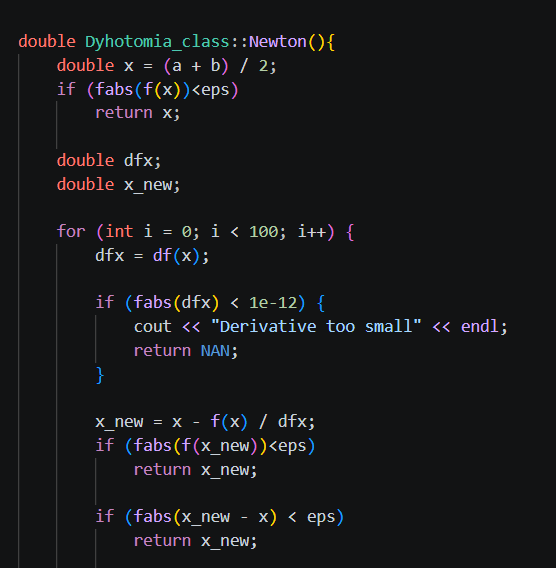 double Dyhotomia_class::Newton(){
    double x = (a + b) / 2;
    if (fabs(f(x))<eps)
        return x;

    double dfx;
    double x_new;

    for (int i = 0; i < 100; i++) {
        dfx = df(x);

        if (fabs(dfx) < 1e-12) {
            cout << "Derivative too small" << endl;
            return NAN;
        }

        x_new = x - f(x) / dfx;
        if (fabs(f(x_new))<eps)
            return x_new;

        if (fabs(x_new - x) < eps)
            return x_new;